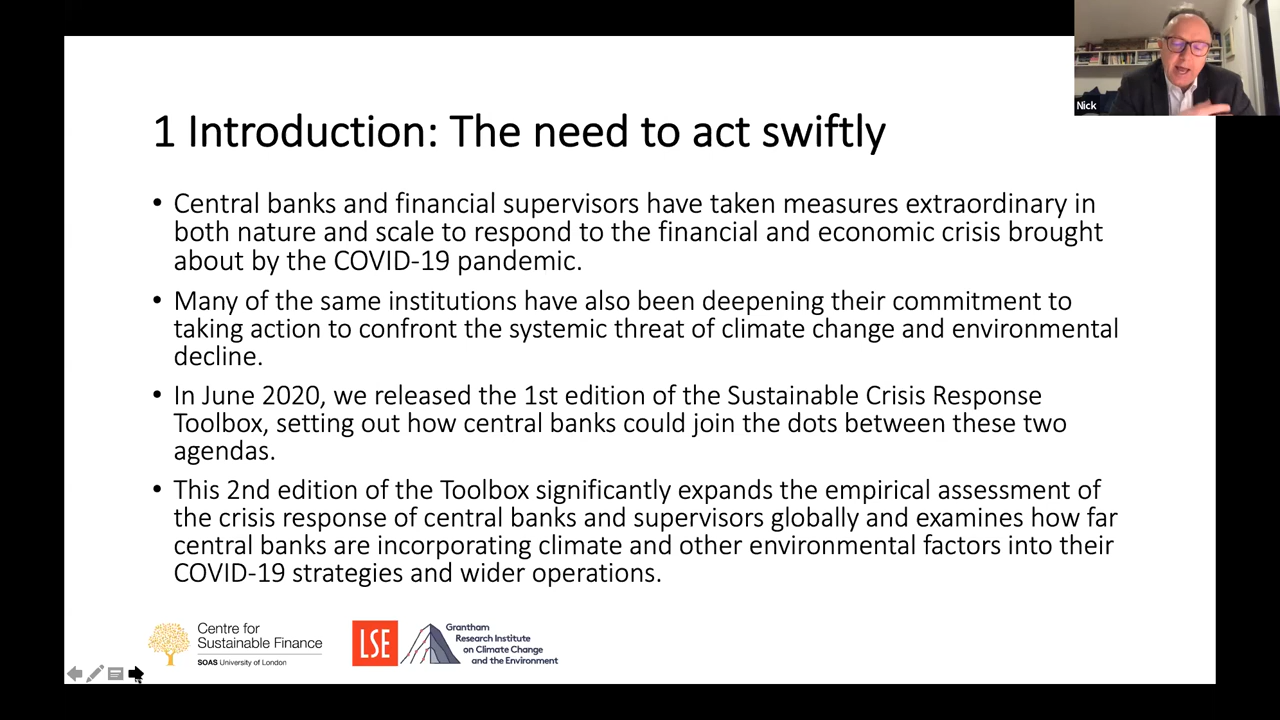 Nick
1 Introduction: The need to act swiftly
• Central banks and financial supervisors have taken measures extraordinary in
both nature and scale to respond to the financial and economic crisis brought
about by the COVID-19 pandemic.
• Many of the same institutions have also been deepening their commitment to
taking action to confront the systemic threat of climate change and environmental
decline.
• In June 2020, we released the 1st edition of the Sustainable Crisis Response
Toolbox, setting out how central banks could join the dots between these two
agendas.
• This 2nd edition of the Toolbox significantly expands the empirical assessment of
the crisis response of central banks and supervisors globally and examines how far
central banks are incorporating climate and other environmental factors into their
COVID-19 strategies and wider operations.
Centre for
Sustainable Finance
SOAS University of London
LSE
Grantham
Research Institute
on Climate Change
and the Environment